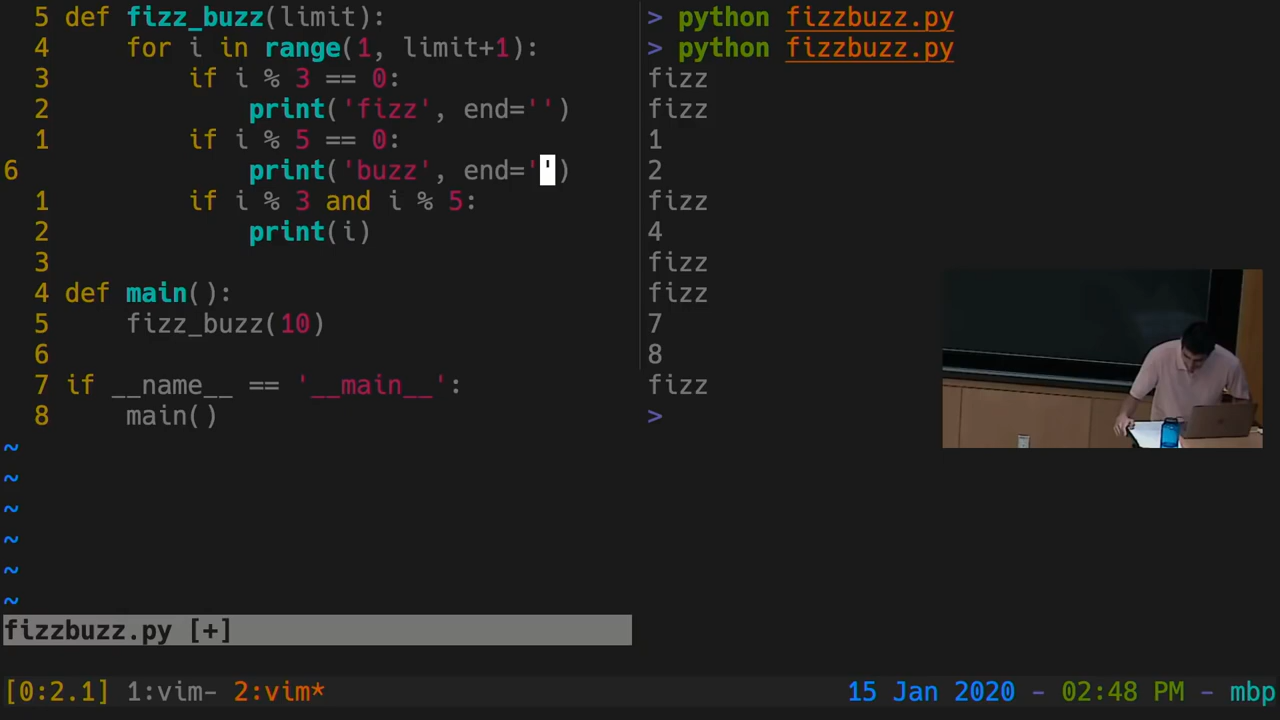 5 def fizz_buzz(limit):
4     for i in range(1, limit+1):
3         if i % 3 == 0:
2             print('fizz', end='')
1         if i % 5 == 0:
6             print('buzz', end='')
1         if i % 3 and i % 5:
2             print(i)
3
4 def main():
5     fizz_buzz(10)
6
7 if __name__ == '__main__':
8     main()
~
~
~
~
~
~
fizzbuzz.py [+]
> python fizzbuzz.py
> python fizzbuzz.py
fizz
fizz
1
2
fizz
4
fizz
fizz
7
8
fizz
>
[0:2.1] 1:vim- 2:vim* 15 Jan 2020 - 02:48 PM - mbp